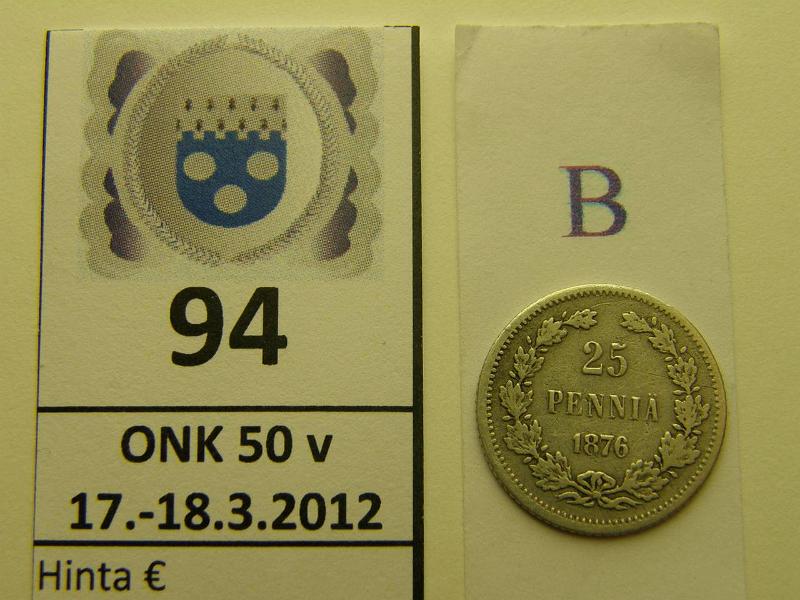 94
ONK 50 v
17.-18.3.2012
Hinta €
B
25
PENNIÄ
1876